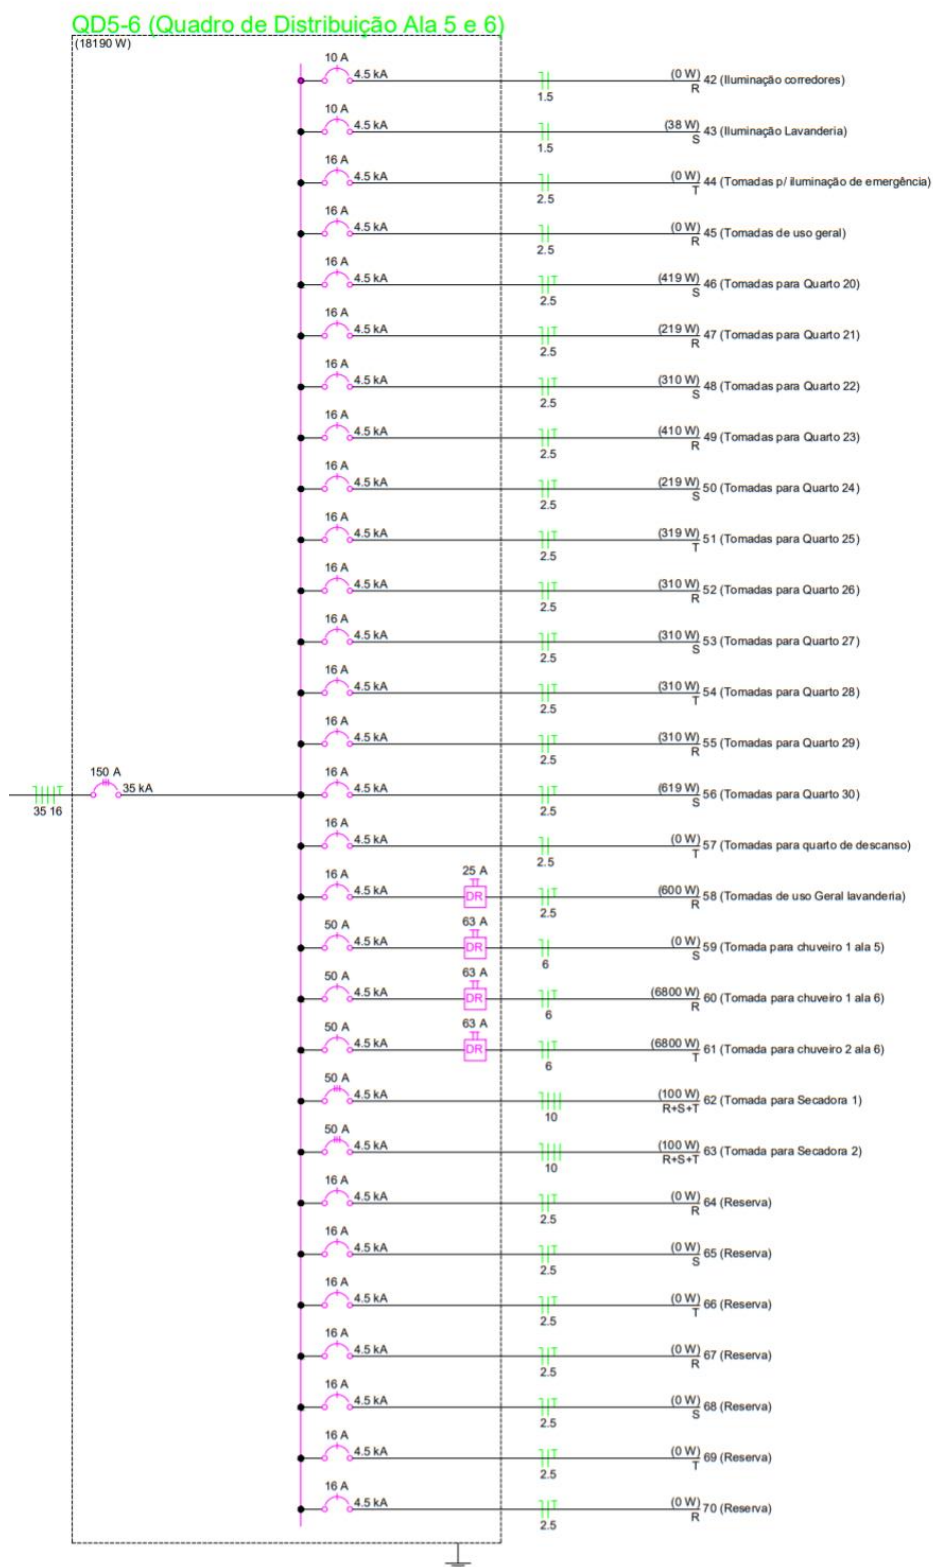 QD5-6 (Quadro de Distribuição Ala 5 e 6)
(18190 W)
10 A
4.5 kA
1.5
(0 W)
R
42 (Iluminação corredores)
10 A
4.5 kA
1.5
(38 W)
S
43 (Iluminação Lavanderia)
16 A
4.5 kA
2.5
(0 W)
T
44 (Tomadas p/ iluminação de emergência)
16 A
4.5 kA
2.5
(0 W)
R
45 (Tomadas de uso geral)
16 A
4.5 kA
2.5
(419 W)
S
46 (Tomadas para Quarto 20)
16 A
4.5 kA
2.5
(219 W)
R
47 (Tomadas para Quarto 21)
16 A
4.5 kA
2.5
(310 W)
S
48 (Tomadas para Quarto 22)
16 A
4.5 kA
2.5
(410 W)
R
49 (Tomadas para Quarto 23)
16 A
4.5 kA
2.5
(219 W)
S
50 (Tomadas para Quarto 24)
16 A
4.5 kA
2.5
(319 W)
T
51 (Tomadas para Quarto 25)
16 A
4.5 kA
2.5
(310 W)
R
52 (Tomadas para Quarto 26)
16 A
4.5 kA
2.5
(310 W)
S
53 (Tomadas para Quarto 27)
16 A
4.5 kA
2.5
(310 W)
T
54 (Tomadas para Quarto 28)
16 A
4.5 kA
2.5
(310 W)
R
55 (Tomadas para Quarto 29)
35 16
150 A
35 kA
16 A
4.5 kA
2.5
(619 W)
S
56 (Tomadas para Quarto 30)
16 A
4.5 kA
2.5
(0 W)
T
57 (Tomadas para quarto de descanso)
16 A
4.5 kA
25 A
DR
2.5
(600 W)
R
58 (Tomadas de uso Geral lavanderia)
50 A
4.5 kA
63 A
DR
6
(0 W)
S
59 (Tomada para chuveiro 1 ala 5)
50 A
4.5 kA
63 A
DR
6
(6800 W)
R
60 (Tomada para chuveiro 1 ala 6)
50 A
4.5 kA
63 A
DR
6
(6800 W)
T
61 (Tomada para chuveiro 2 ala 6)
50 A
4.5 kA
10
(100 W)
R+S+T
62 (Tomada para Secadora 1)
50 A
4.5 kA
10
(100 W)
R+S+T
63 (Tomada para Secadora 2)
16 A
4.5 kA
2.5
(0 W)
R
64 (Reserva)
16 A
4.5 kA
2.5
(0 W)
S
65 (Reserva)
16 A
4.5 kA
2.5
(0 W)
T
66 (Reserva)
16 A
4.5 kA
2.5
(0 W)
R
67 (Reserva)
16 A
4.5 kA
2.5
(0 W)
S
68 (Reserva)
16 A
4.5 kA
2.5
(0 W)
T
69 (Reserva)
16 A
4.5 kA
2.5
(0 W)
R
70 (Reserva)